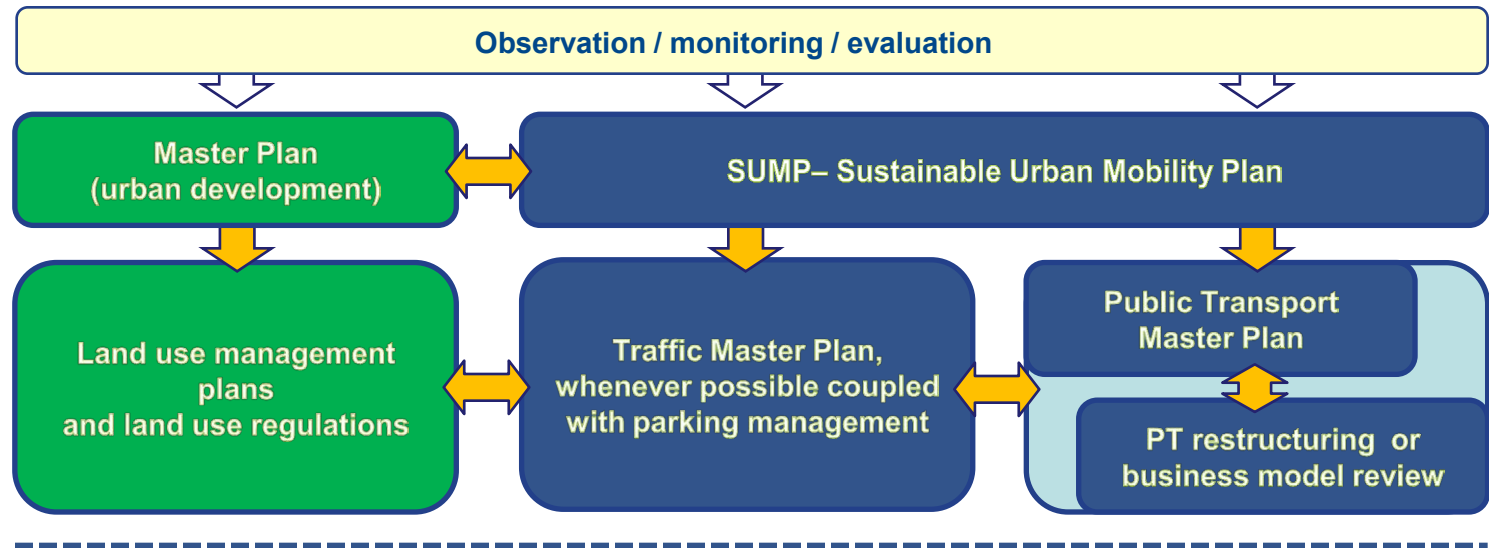 Observation / monitoring / evaluation
Master Plan
(urban development)
SUMP– Sustainable Urban Mobility Plan
Land use management
plans
and land use regulations
Traffic Master Plan,
whenever possible coupled
with parking management
Public Transport
Master Plan
PT restructuring or
business model review